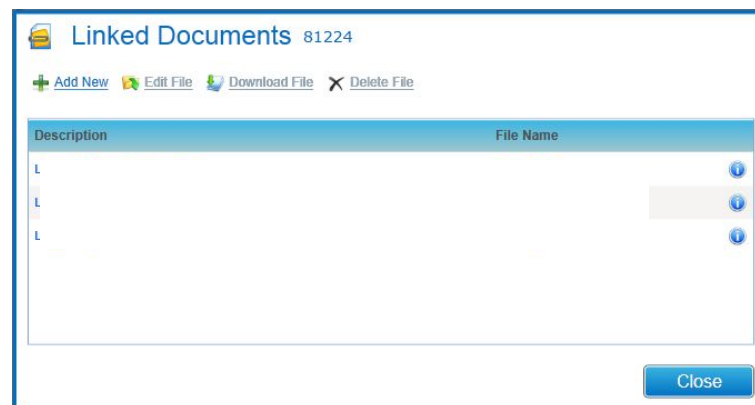 Linked Documents 81224
Add New Edit File Download File Delete File
Description File Name
L
L
L
Close